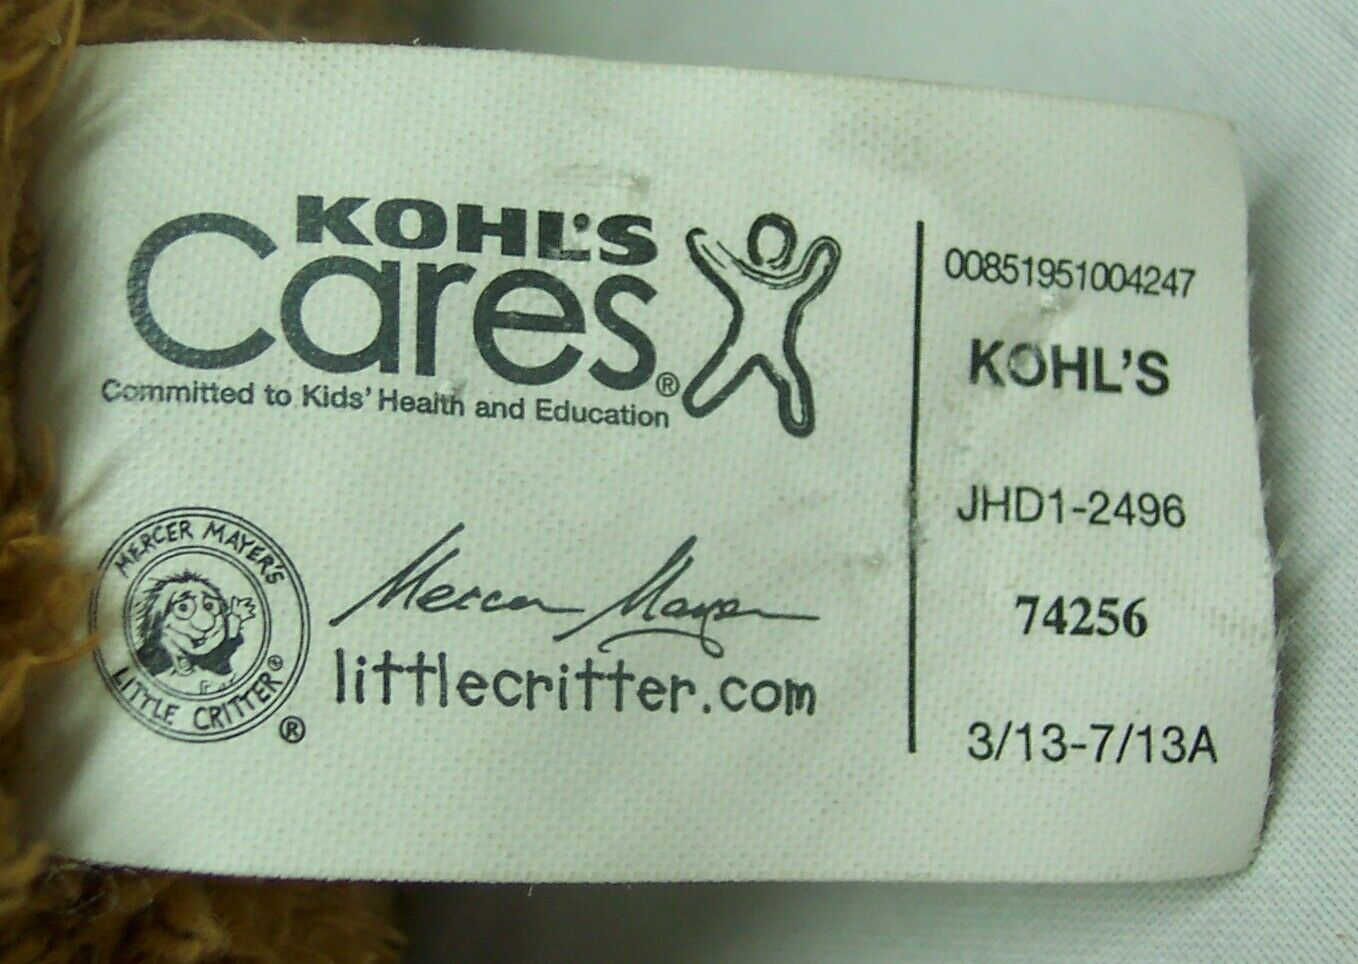 KOHL'S
Cares®
Committed to Kids' Health and Education
MERCER MAYER'S
LITTLE CRITTER®
®
Mercer Mayer
littlecritter.com
00851951004247
KOHL'S
JHD1-2496
74256
3/13-7/13A